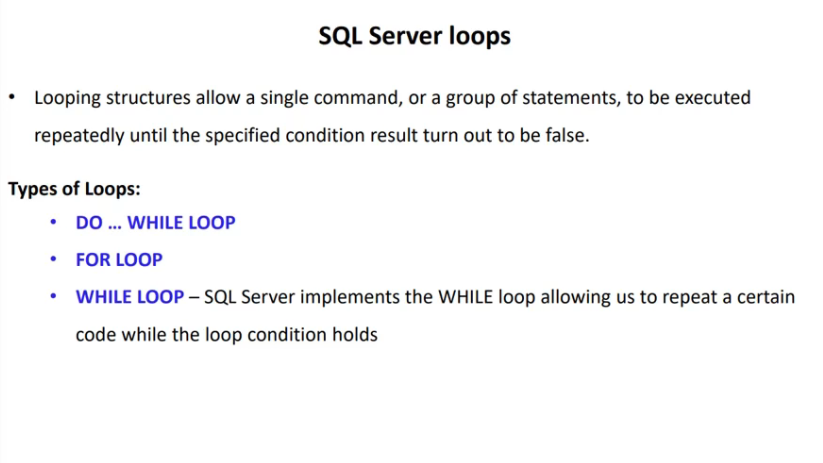 SQL Server loops
• Looping structures allow a single command, or a group of statements, to be executed
repeatedly until the specified condition result turn out to be false.
Types of Loops:
• DO ... WHILE LOOP
• FOR LOOP
• WHILE LOOP – SQL Server implements the WHILE loop allowing us to repeat a certain
code while the loop condition holds